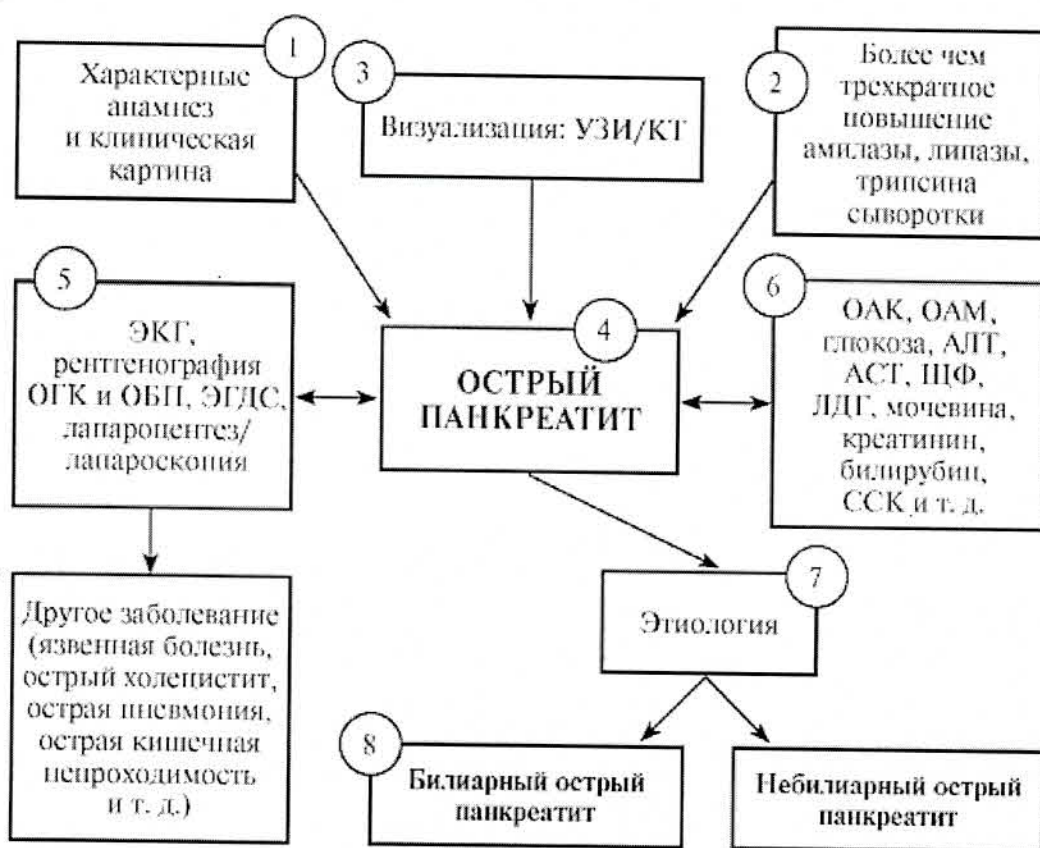 1
Характерные
анамнез
и клиническая
картина
3
Визуализация: УЗИ/КТ
2
Более чем
трехкратное
повышение
амилазы, липазы,
трипсина
сыворотки
5
ЭКГ,
рентгенография
ОГК и ОБП, ЭГДС,
лапароцентез/
лапароскопия
4
ОСТРЫЙ
ПАНКРЕАТИТ
6
ОАК, ОАМ,
глюкоза, АЛТ,
АСТ, ЩФ,
ЛДГ, мочевина,
креатинин,
билирубин,
ССК и т. д.
Другое заболевание
(язвенная болезнь,
острый холецистит,
острая пневмония,
острая кишечная
непроходимость
и т. д.)
7
Этиология
8
Билиарный острый
панкреатит
Небилиарный острый
панкреатит